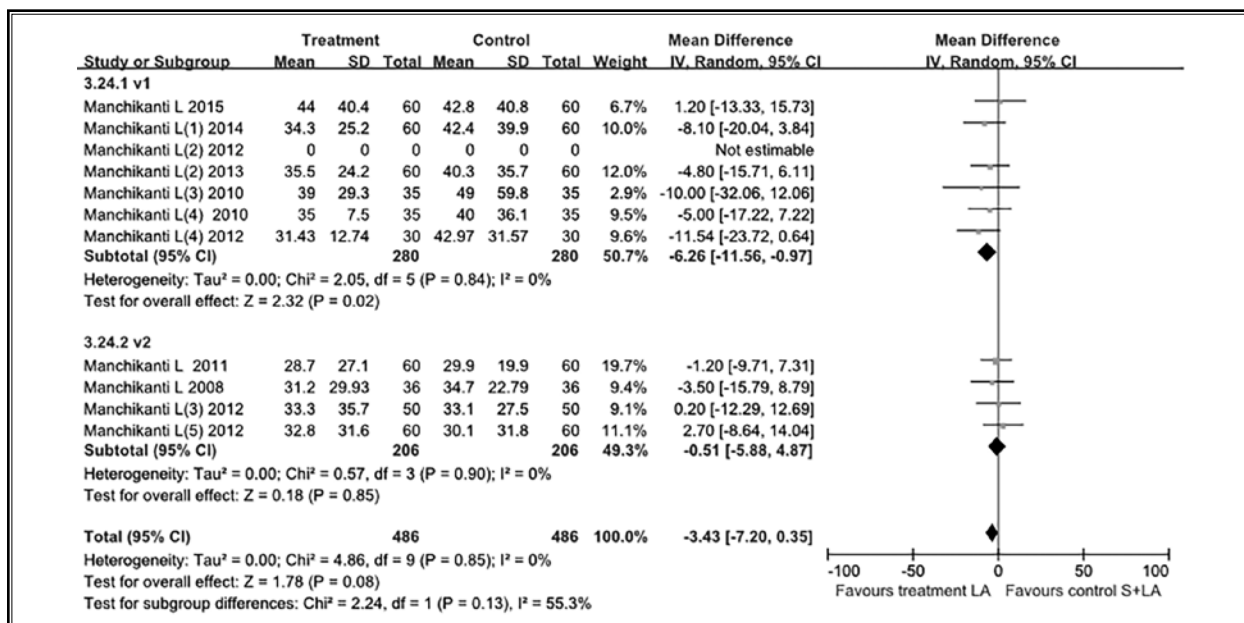 Treatment Control Mean Difference Mean Difference
Study or Subgroup Mean SD Total Mean SD Total Weight IV, Random, 95% CI IV, Random, 95% CI
3.24.1 v1
Manchikanti L 2015 44 40.4 60 42.8 40.8 60 6.7% 1.20 [-13.33, 15.73]
Manchikanti L(1) 2014 34.3 25.2 60 42.4 39.9 60 10.0% -8.10 [-20.04, 3.84]
Manchikanti L(2) 2012 0 0 0 0 0 0 Not estimable
Manchikanti L(2) 2013 35.5 24.2 60 40.3 35.7 60 12.0% -4.80 [-15.71, 6.11]
Manchikanti L(3) 2010 39 29.3 35 49 59.8 35 2.9% -10.00 [-32.06, 12.06]
Manchikanti L(4) 2010 35 7.5 35 40 36.1 35 9.5% -5.00 [-17.22, 7.22]
Manchikanti L(4) 2012 31.43 12.74 30 42.97 31.57 30 9.6% -11.54 [-23.72, 0.64]
Subtotal (95% CI) 280 280 50.7% -6.26 [-11.56, -0.97]
Heterogeneity: Tau² = 0.00; Chi² = 2.05, df = 5 (P = 0.84); I² = 0%
Test for overall effect: Z = 2.32 (P = 0.02)
3.24.2 v2
Manchikanti L 2011 28.7 27.1 60 29.9 19.9 60 19.7% -1.20 [-9.71, 7.31]
Manchikanti L 2008 31.2 29.93 36 34.7 22.79 36 9.4% -3.50 [-15.79, 8.79]
Manchikanti L(3) 2012 33.3 35.7 50 33.1 27.5 50 9.1% 0.20 [-12.29, 12.69]
Manchikanti L(5) 2012 32.8 31.6 60 30.1 31.8 60 11.1% 2.70 [-8.64, 14.04]
Subtotal (95% CI) 206 206 49.3% -0.51 [-5.88, 4.87]
Heterogeneity: Tau² = 0.00; Chi² = 0.57, df = 3 (P = 0.90); I² = 0%
Test for overall effect: Z = 0.18 (P = 0.85)
Total (95% CI) 486 486 100.0% -3.43 [-7.20, 0.35]
Heterogeneity: Tau² = 0.00; Chi² = 4.86, df = 9 (P = 0.85); I² = 0%
Test for overall effect: Z = 1.78 (P = 0.08)
Test for subgroup differences: Chi² = 2.24, df = 1 (P = 0.13), I² = 55.3%
-100 -50 0 50 100
Favours treatment LA Favours control S+LA